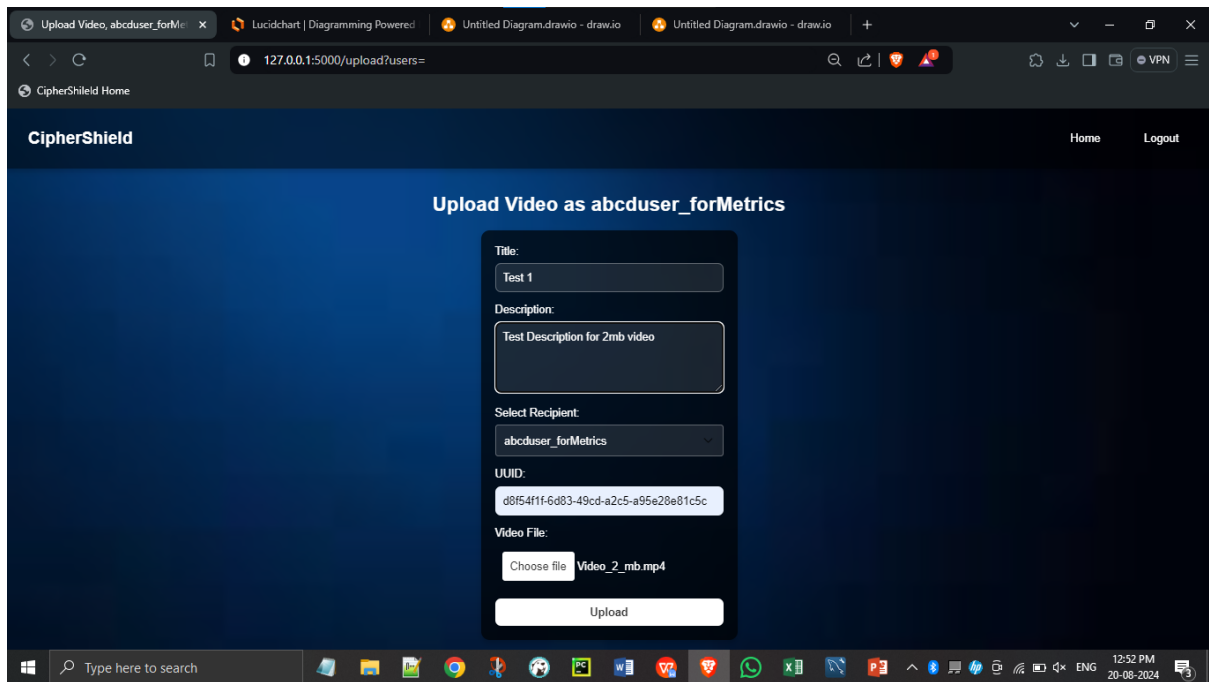 Upload Video, abcduser_forMe
Lucidchart | Diagramming Powered
Untitled Diagram.drawio - draw.io
Untitled Diagram.drawio - draw.io
127.0.0.1:5000/upload?users=
VPN
CipherShileld Home
CipherShield
Home
Logout
Upload Video as abcduser_forMetrics
Title:
Test 1
Description:
Test Description for 2mb video
Select Recipient:
abcduser_forMetrics
UUID:
d8f54f1f-6d83-49cd-a2c5-a95e28e81c5c
Video File:
Choose file Video_2_mb.mp4
Upload
Type here to search
ENG
12:52 PM
20-08-2024
3